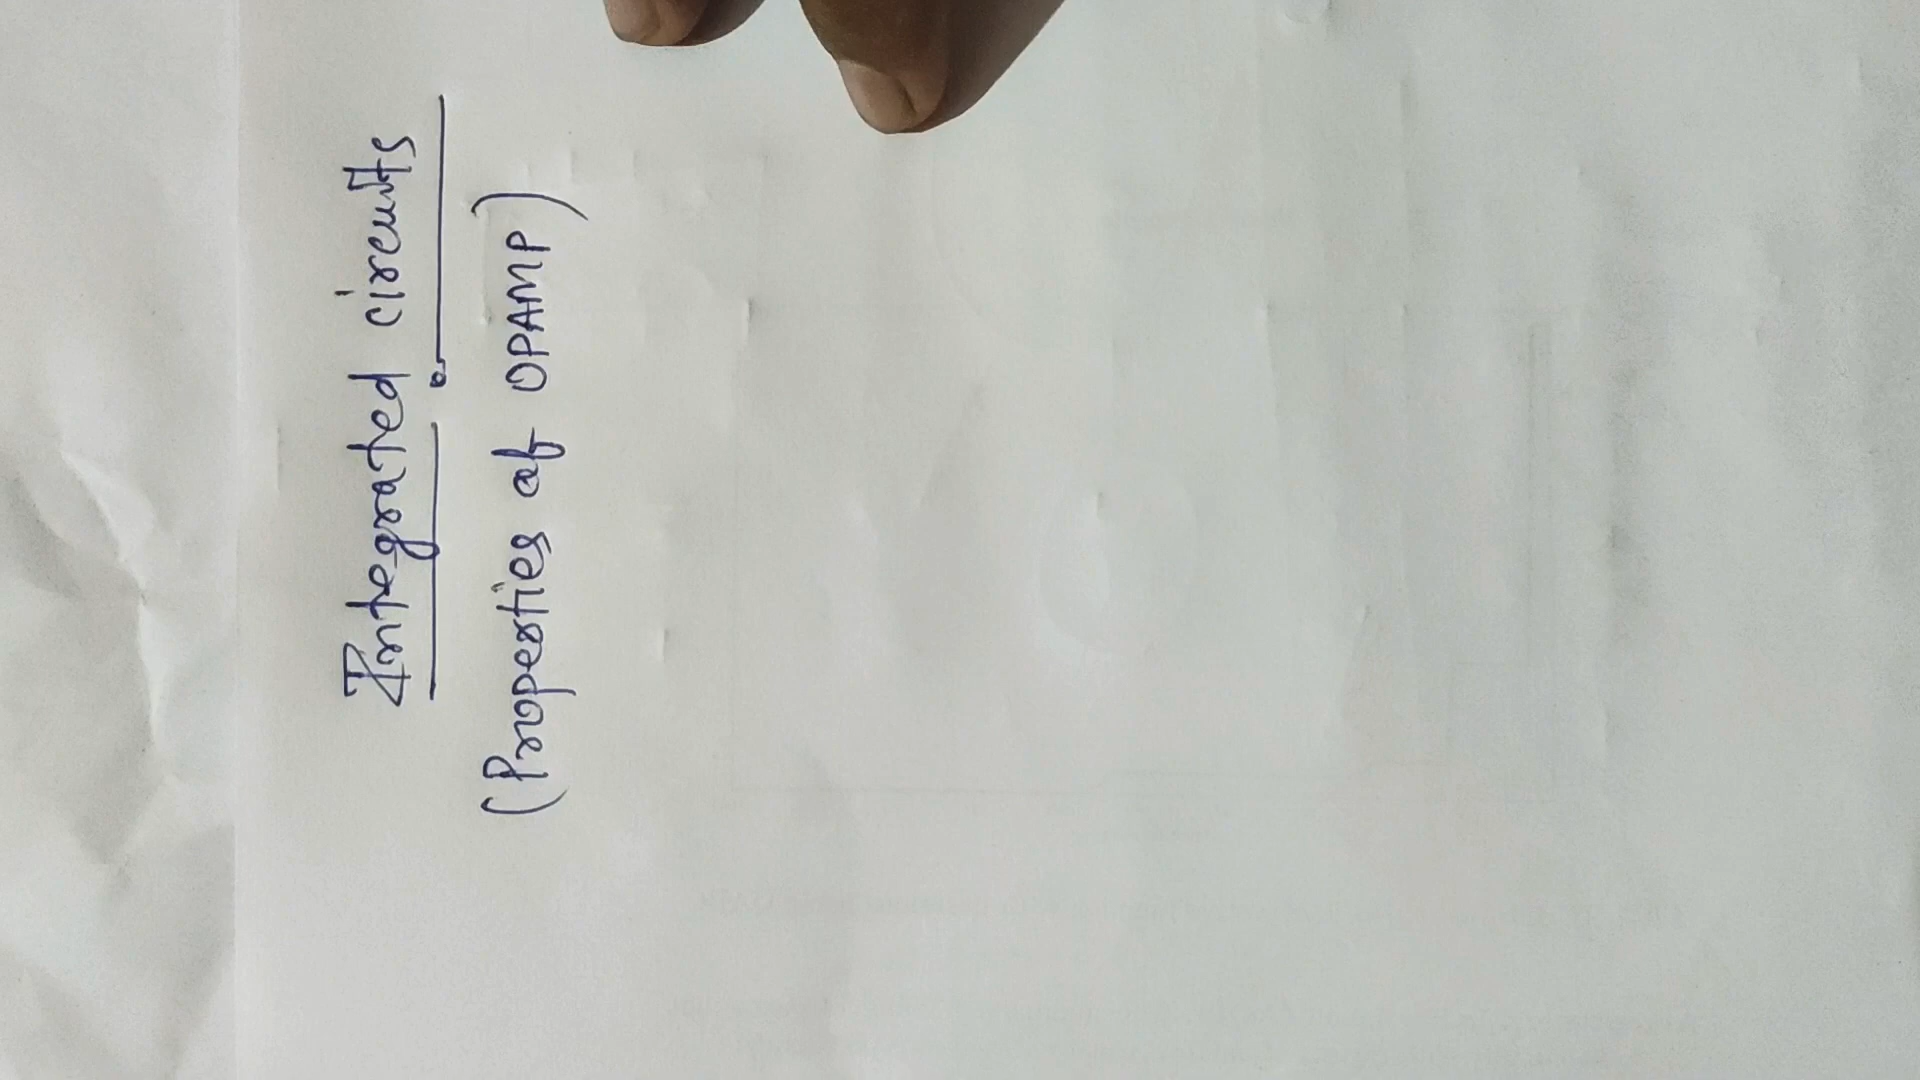 Integrated circuits
(Properties of OPAMP)